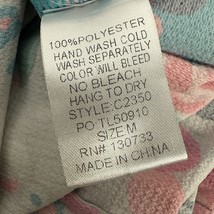 100%POLYESTER
HAND WASH COLD
WASH SEPARATELY
COLOR WILL BLEED
NO BLEACH
HANG TO DRY
STYLE:C2350
PO:TL50910
SIZE:M
RN# 130733
MADE IN CHINA